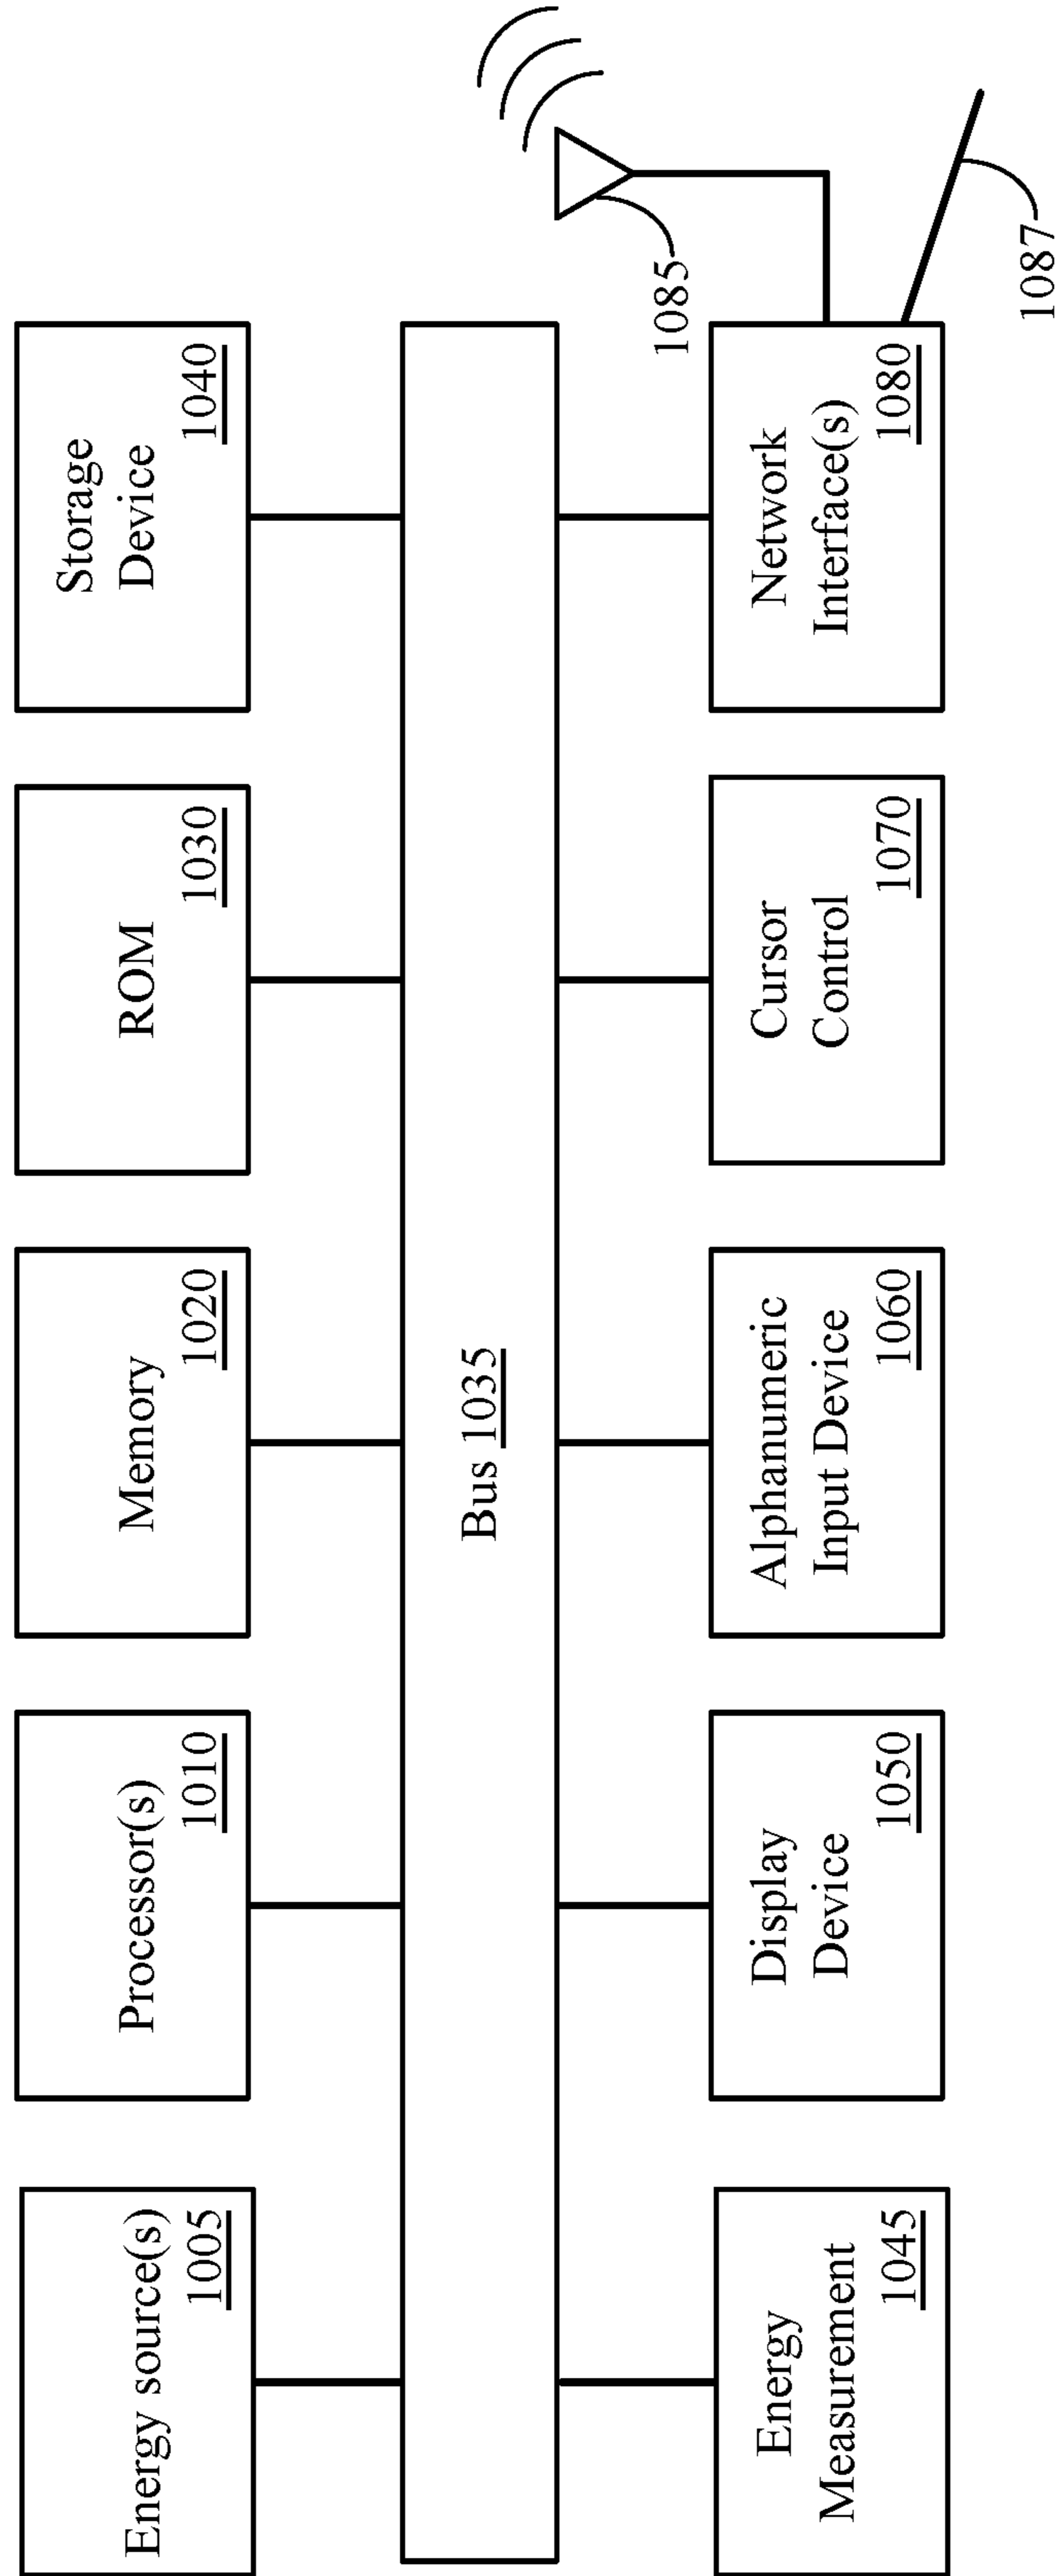 Energy source(s)
1005
Processor(s)
1010
Memory
1020
ROM
1030
Storage
Device
1040
Bus 1035
Energy
Measurement
1045
Display
Device
1050
Alphanumeric
Input Device
1060
Cursor
Control
1070
Network
Interface(s)
1080
1085
1087